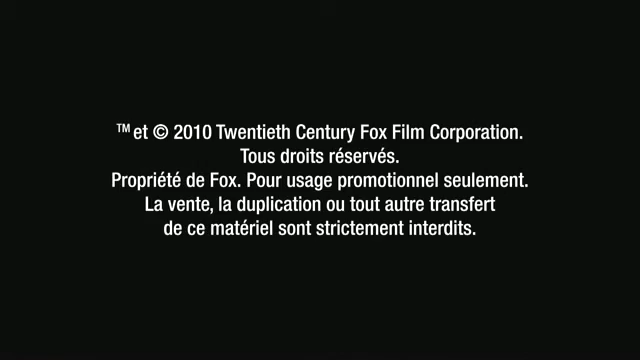 ™ et © 2010 Twentieth Century Fox Film Corporation.
Tous droits réservés.
Propriété de Fox. Pour usage promotionnel seulement.
La vente, la duplication ou tout autre transfert
de ce matériel sont strictement interdits.